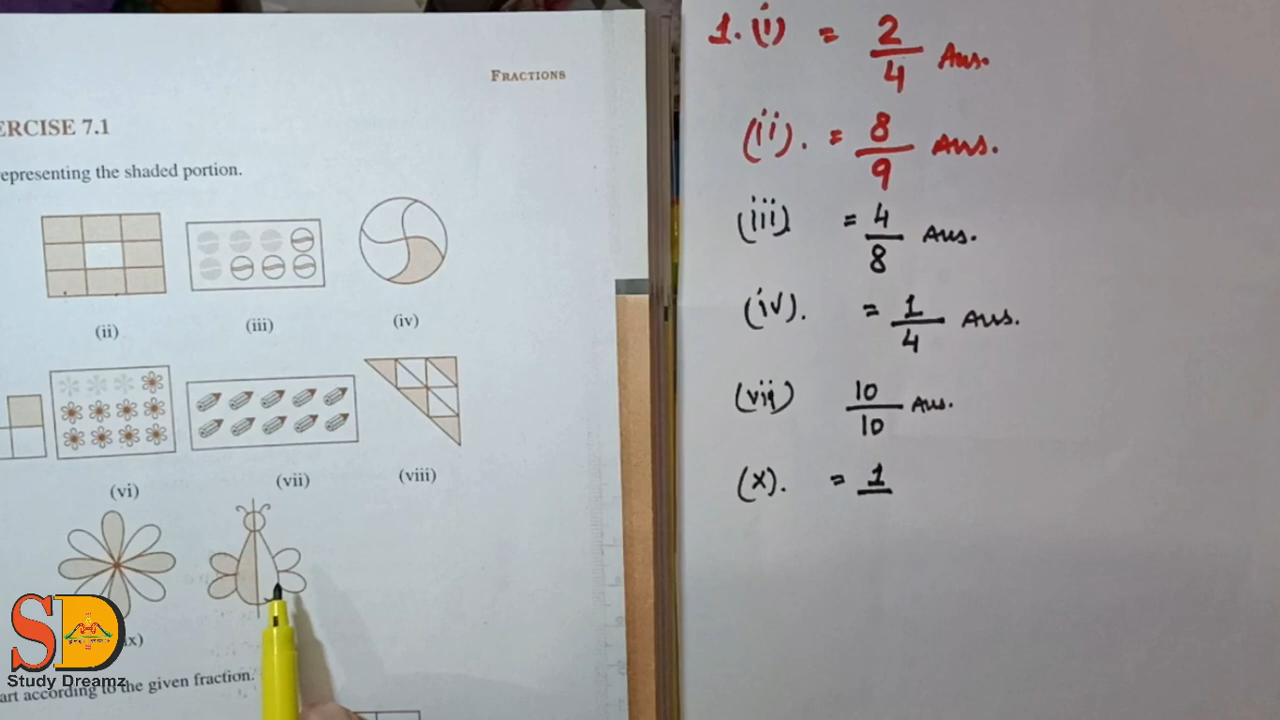 FRACTIONS
ERCISE 7.1
epresenting the shaded portion.
(ii)
(iii)
(iv)
(vi)
(vii)
(viii)
ix)
art according to the given fraction.
SD
Study Dreamz
1. (i) = 2/4 Ans.
(ii). = 8/9 Ans.
(iii) = 4/8 Ans.
(iv). = 1/4 Ans.
(vii) 10/10 Ans.
(x). = 1